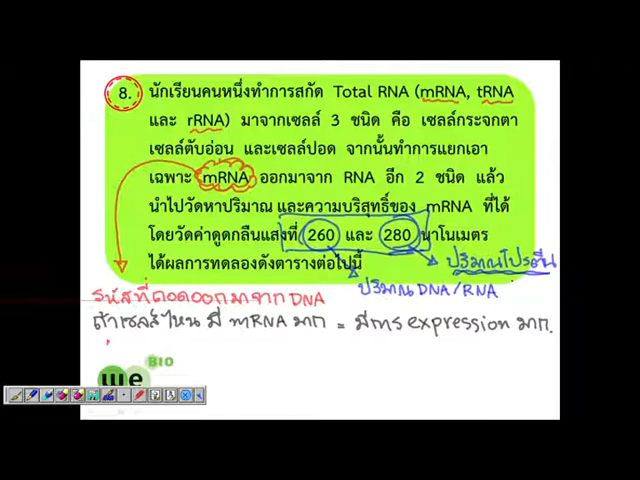 8. นักเรียนคนหนึ่งทำการสกัด Total RNA (mRNA, tRNA
และ rRNA) มาจากเซลล์ 3 ชนิด คือ เซลล์กระจกตา
เซลล์ตับอ่อน และเซลล์ปอด จากนั้นทำการแยกเอา
เฉพาะ mRNA ออกมาจาก RNA อีก 2 ชนิด แล้ว
นำไปวัดหาปริมาณ และความบริสุทธิ์ของ mRNA ที่ได้
โดยวัดค่าดูดกลืนแสงที่ 260 และ 280 นาโนเมตร
ได้ผลการทดลองดังตารางต่อไปนี้
ปริมาณโปรตีน
ปริมาณ DNA/RNA
รหัสที่ถอดออกมาจาก DNA
ถ้าเซลล์ไหน มี mRNA มาก = มีการ expression มาก.
we BIO